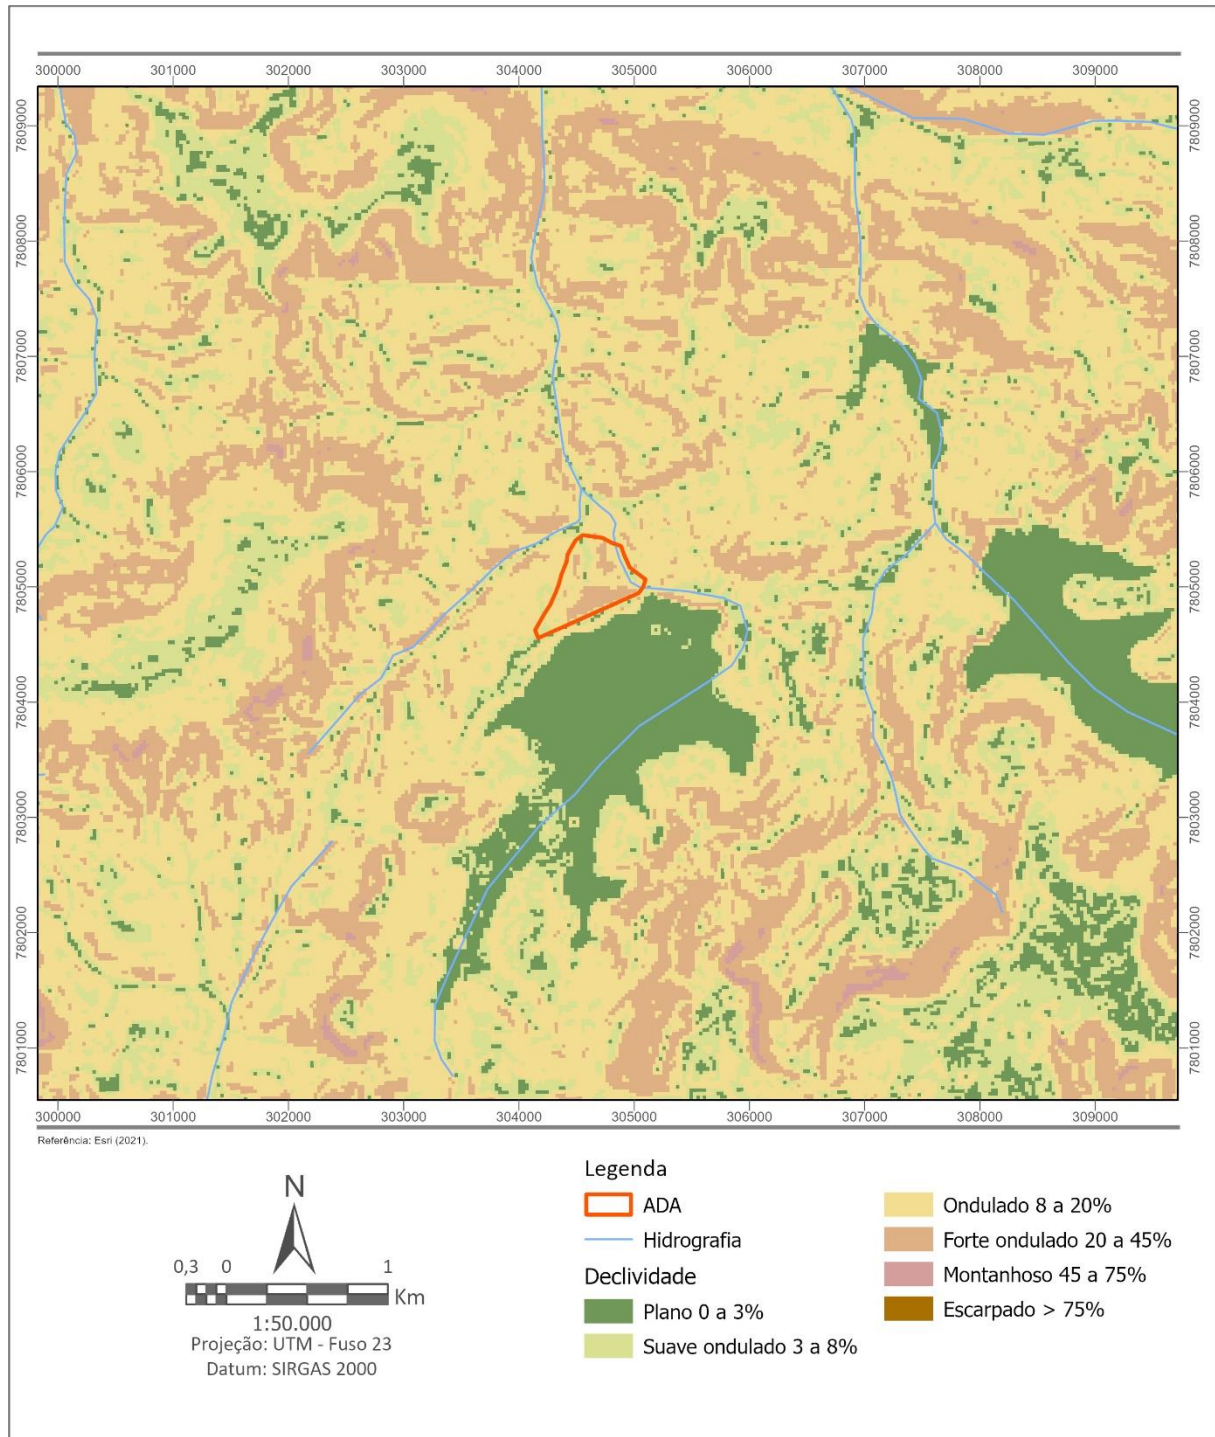 300000 301000 302000 303000 304000 305000 306000 307000 308000 309000
7809000 7809000
7808000 7808000
7807000 7807000
7806000 7806000
7805000 7805000
7804000 7804000
7803000 7803000
7802000 7802000
7801000 7801000
300000 301000 302000 303000 304000 305000 306000 307000 308000 309000
Referência: Esri (2021).
N
0,3 0 1
Km
1:50.000
Projeção: UTM - Fuso 23
Datum: SIRGAS 2000
Legenda
ADA
Hidrografia
Declividade
Plano 0 a 3%
Suave ondulado 3 a 8%
Ondulado 8 a 20%
Forte ondulado 20 a 45%
Montanhoso 45 a 75%
Escarpado > 75%